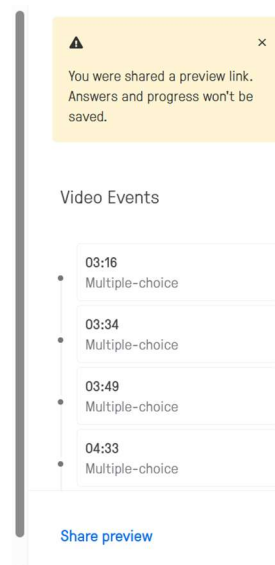 You were shared a preview link.
Answers and progress won't be
saved.
Video Events
03:16
Multiple-choice
03:34
Multiple-choice
03:49
Multiple-choice
04:33
Multiple-choice
Share preview